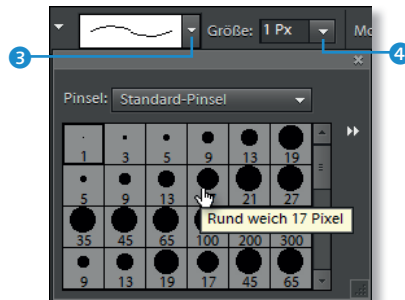 Größe: 1 Px Mo
3 4
Pinsel: Standard-Pinsel
1 3 5 9 13 19
5 9 13 21 27
Rund weich 17 Pixel
35 45 65 100 200 300
9 13 19 17 45 65